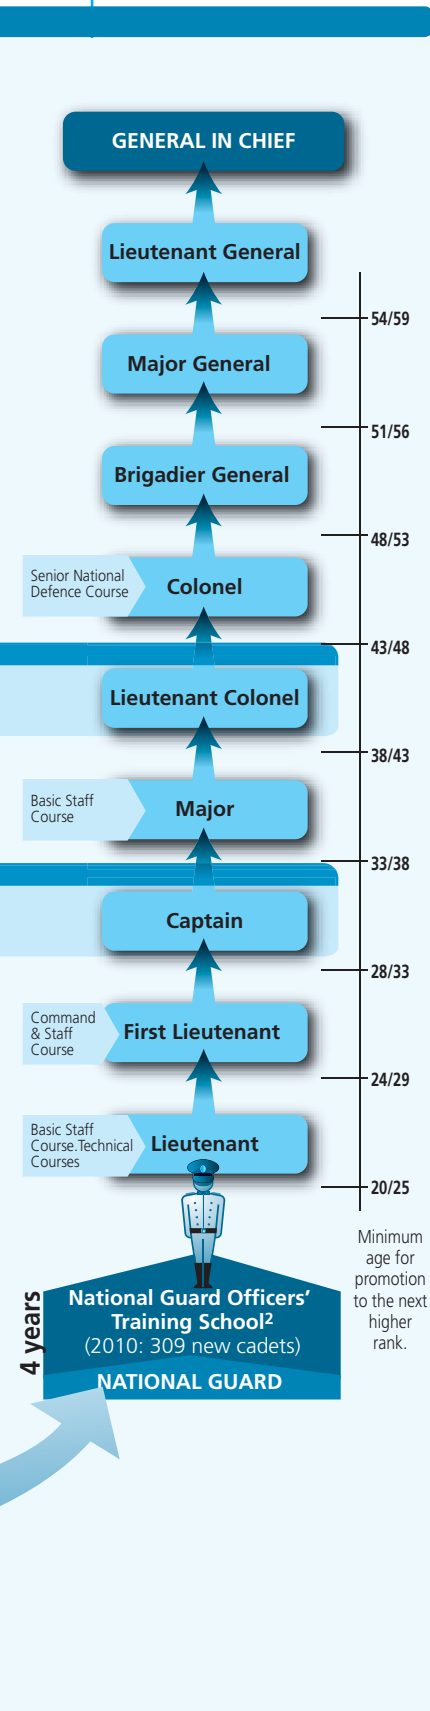 GENERAL IN CHIEF
Lieutenant General
54/59
Major General
51/56
Brigadier General
48/53
Senior National
Defence Course
Colonel
43/48
Lieutenant Colonel
38/43
Basic Staff
Course
Major
33/38
Captain
28/33
Command
& Staff
Course
First Lieutenant
24/29
Basic Staff
Course.Technical
Courses
Lieutenant
20/25
Minimum
age for
promotion
to the next
higher
rank.
4 years
National Guard Officers’
Training School2
(2010: 309 new cadets)
NATIONAL GUARD